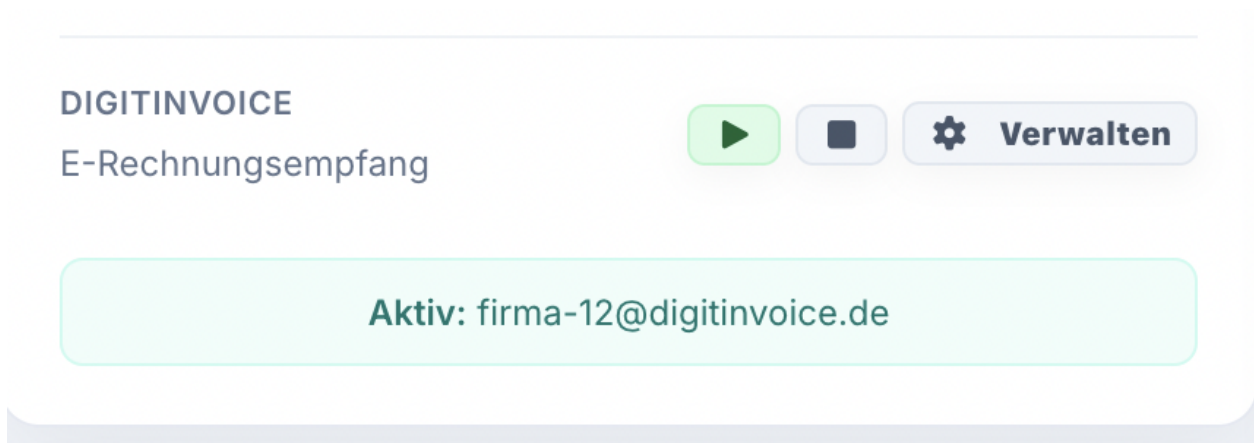 DIGITINVOICE
E-Rechnungsempfang
Verwalten
Aktiv: firma-12@digitinvoice.de